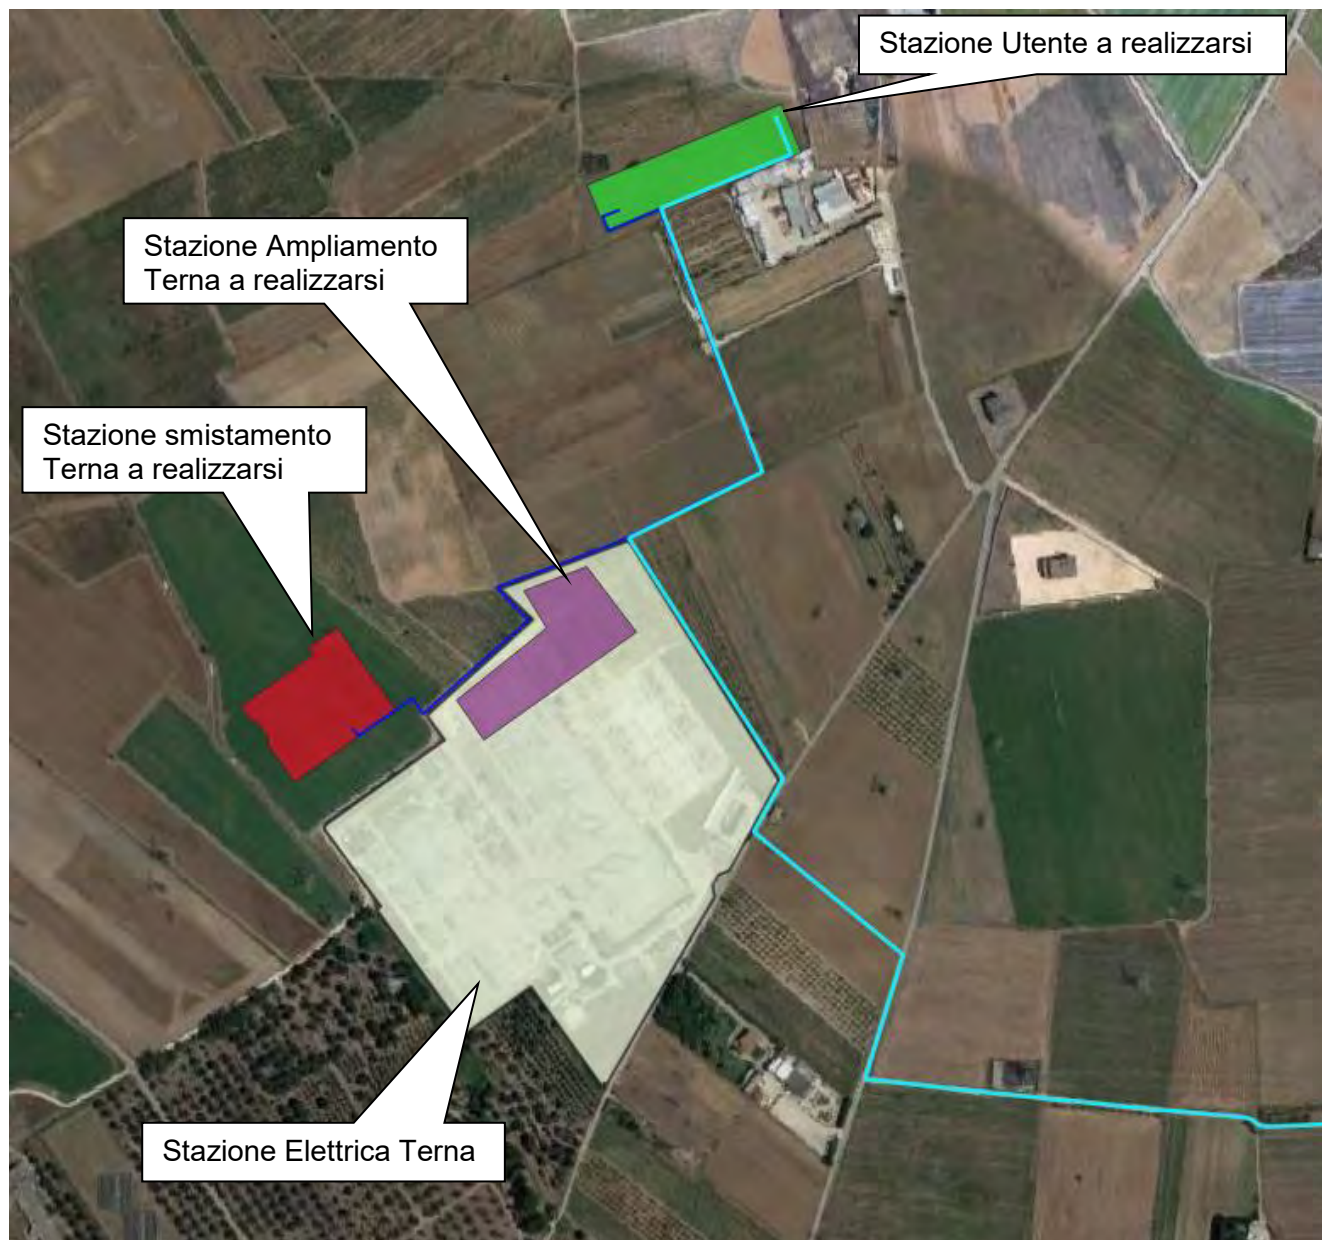 Stazione Utente a realizzarsi
Stazione Ampliamento
Terna a realizzarsi
Stazione smistamento
Terna a realizzarsi
Stazione Elettrica Terna